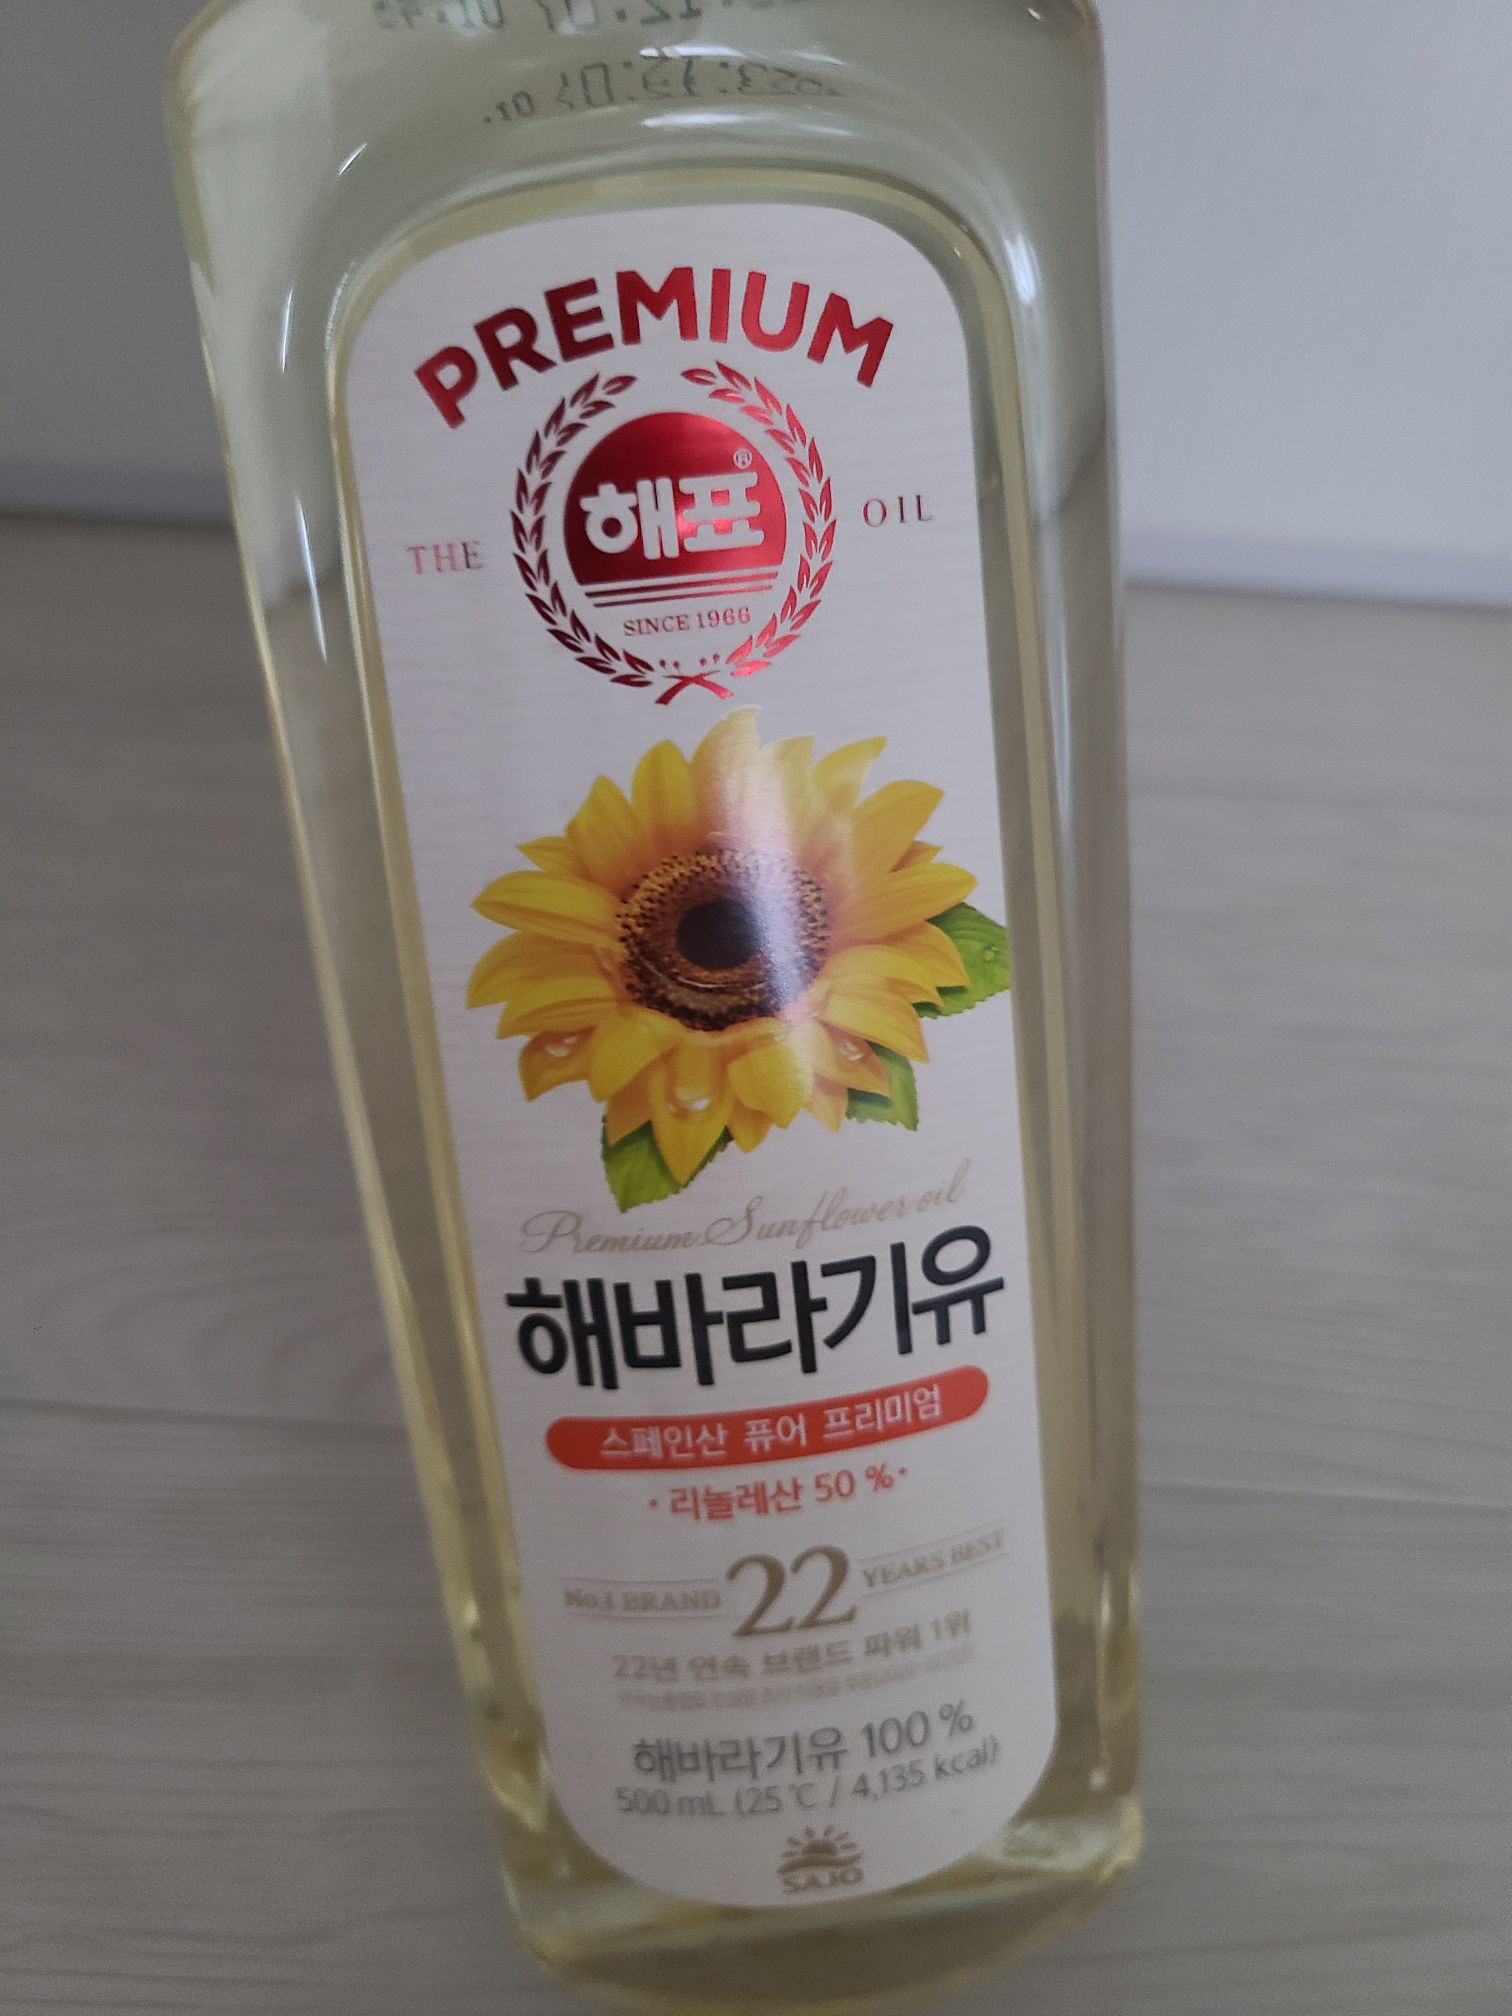 PREMIUM
THE
해표®
OIL
SINCE 1966
Premium Sunflower oil
해바라기유
스페인산 퓨어 프리미엄
· 리놀레산 50 % ·
No.1 BRAND 22 YEARS BEST
22년 연속 브랜드 파워 1위
해바라기유 100 %
500 mL (25 ℃ / 4,135 kcal)
SAJO